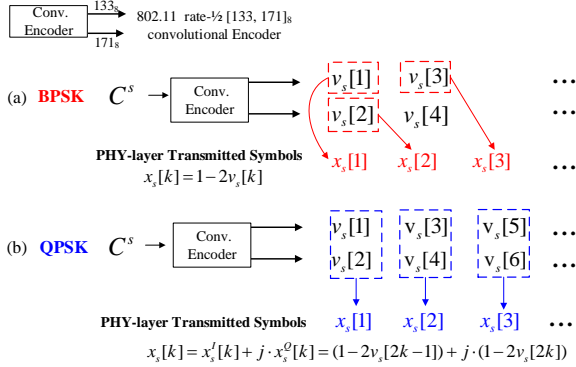 Conv. Encoder 133₈ 171₈ 802.11 rate-½ [133, 171]₈ convolutional Encoder
(a) BPSK Cˢ Conv. Encoder v_s[1] v_s[3] ...
v_s[2] v_s[4] ...
PHY-layer Transmitted Symbols x_s[1] x_s[2] x_s[3] ...
x_s[k] = 1 − 2v_s[k]
(b) QPSK Cˢ Conv. Encoder v_s[1] v_s[3] v_s[5] ...
v_s[2] v_s[4] v_s[6] ...
PHY-layer Transmitted Symbols x_s[1] x_s[2] x_s[3] ...
x_s[k] = x_s^I[k] + j · x_s^Q[k] = (1 − 2v_s[2k−1]) + j · (1 − 2v_s[2k])